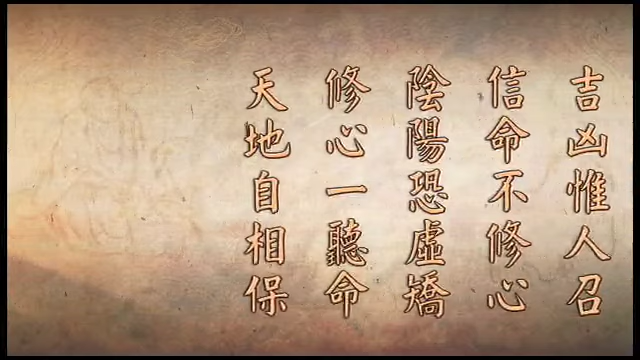 吉凶惟人召
信命不修心
陰陽恐虛矯
修心一聽命
天地自相保